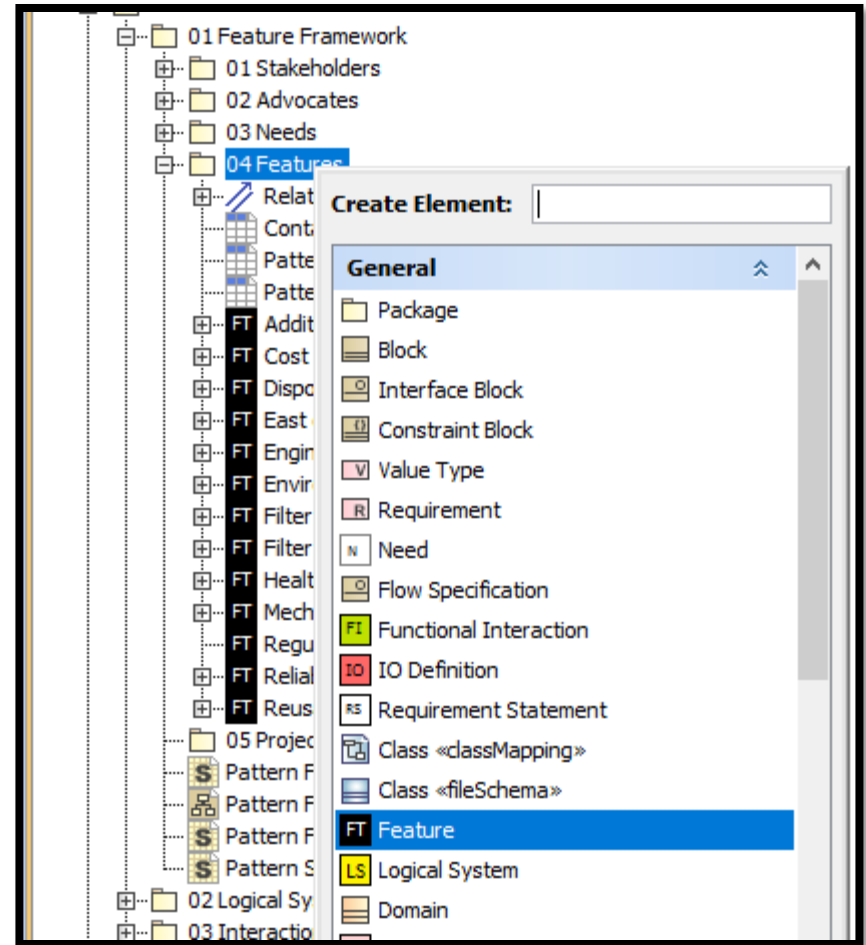 01 Feature Framework
01 Stakeholders
02 Advocates
03 Needs
04 Features
Relat
Conta
Patte
Patte
FT Addit
FT Cost
FT Dispo
FT East
FT Engin
FT Envir
FT Filter
FT Filter
FT Healt
FT Mech
FT Regu
FT Relial
FT Reus
05 Projec
S Pattern F
Pattern F
S Pattern F
S Pattern S
02 Logical Sy
03 Interactio
Create Element:
General
Package
Block
Interface Block
{} Constraint Block
V Value Type
R Requirement
N Need
Flow Specification
FI Functional Interaction
IO IO Definition
RS Requirement Statement
Class «classMapping»
Class «fileSchema»
FT Feature
LS Logical System
Domain